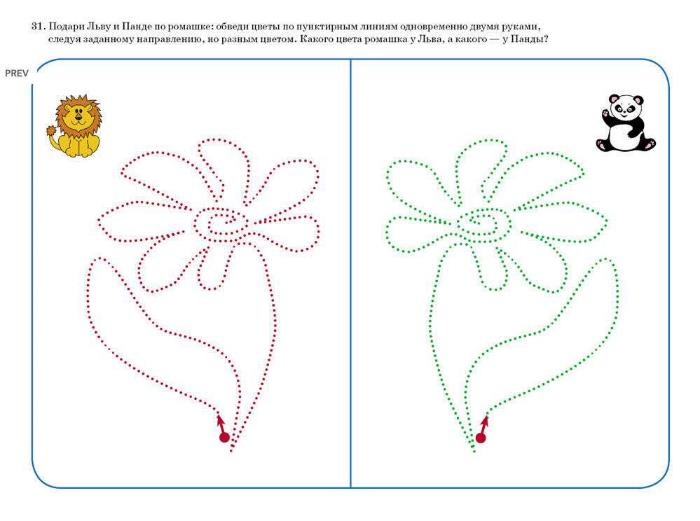 31. Подари Льву и Панде по ромашке: обведи цветы по пунктирным линиям одновременно двумя руками,
следуя заданному направлению, но разным цветом. Какого цвета ромашка у Льва, а какого — у Панды?
PREV